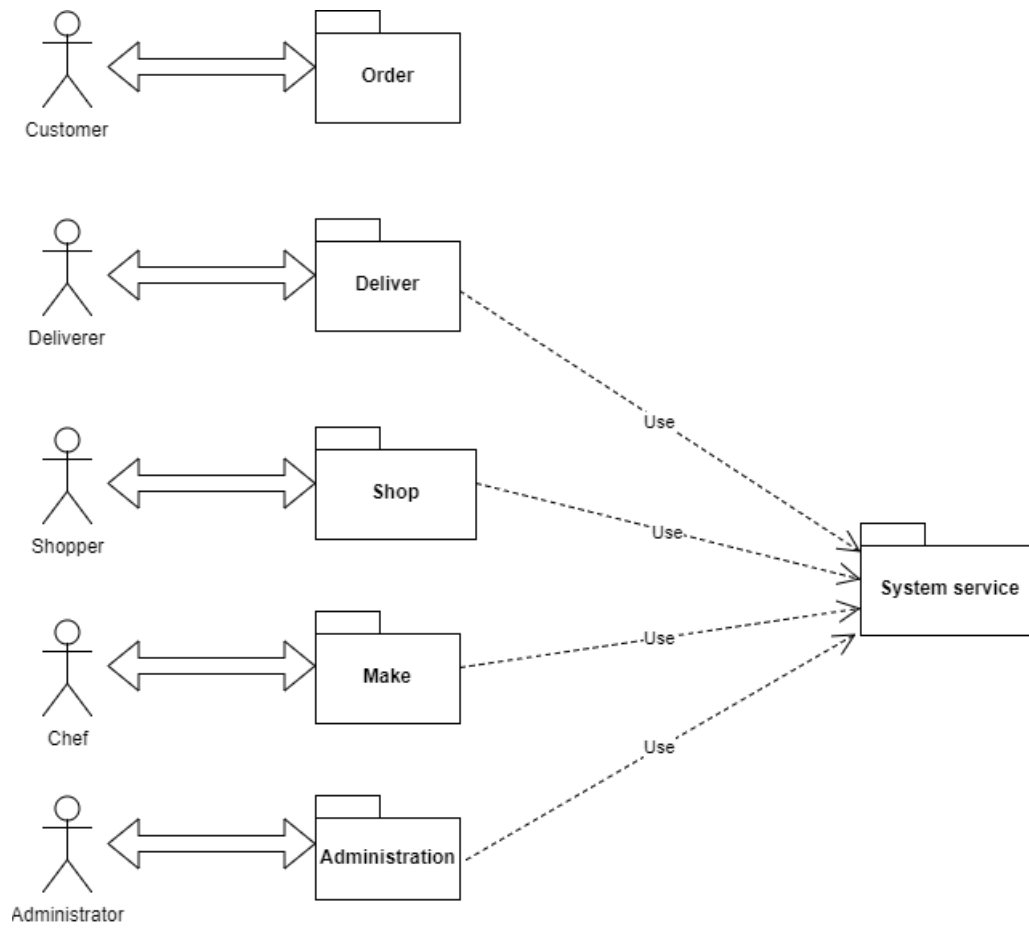 Order
Customer
Deliver
Deliverer
Use
Shop
Shopper
Use
System service
Make
Use
Chef
Use
Administration
Administrator